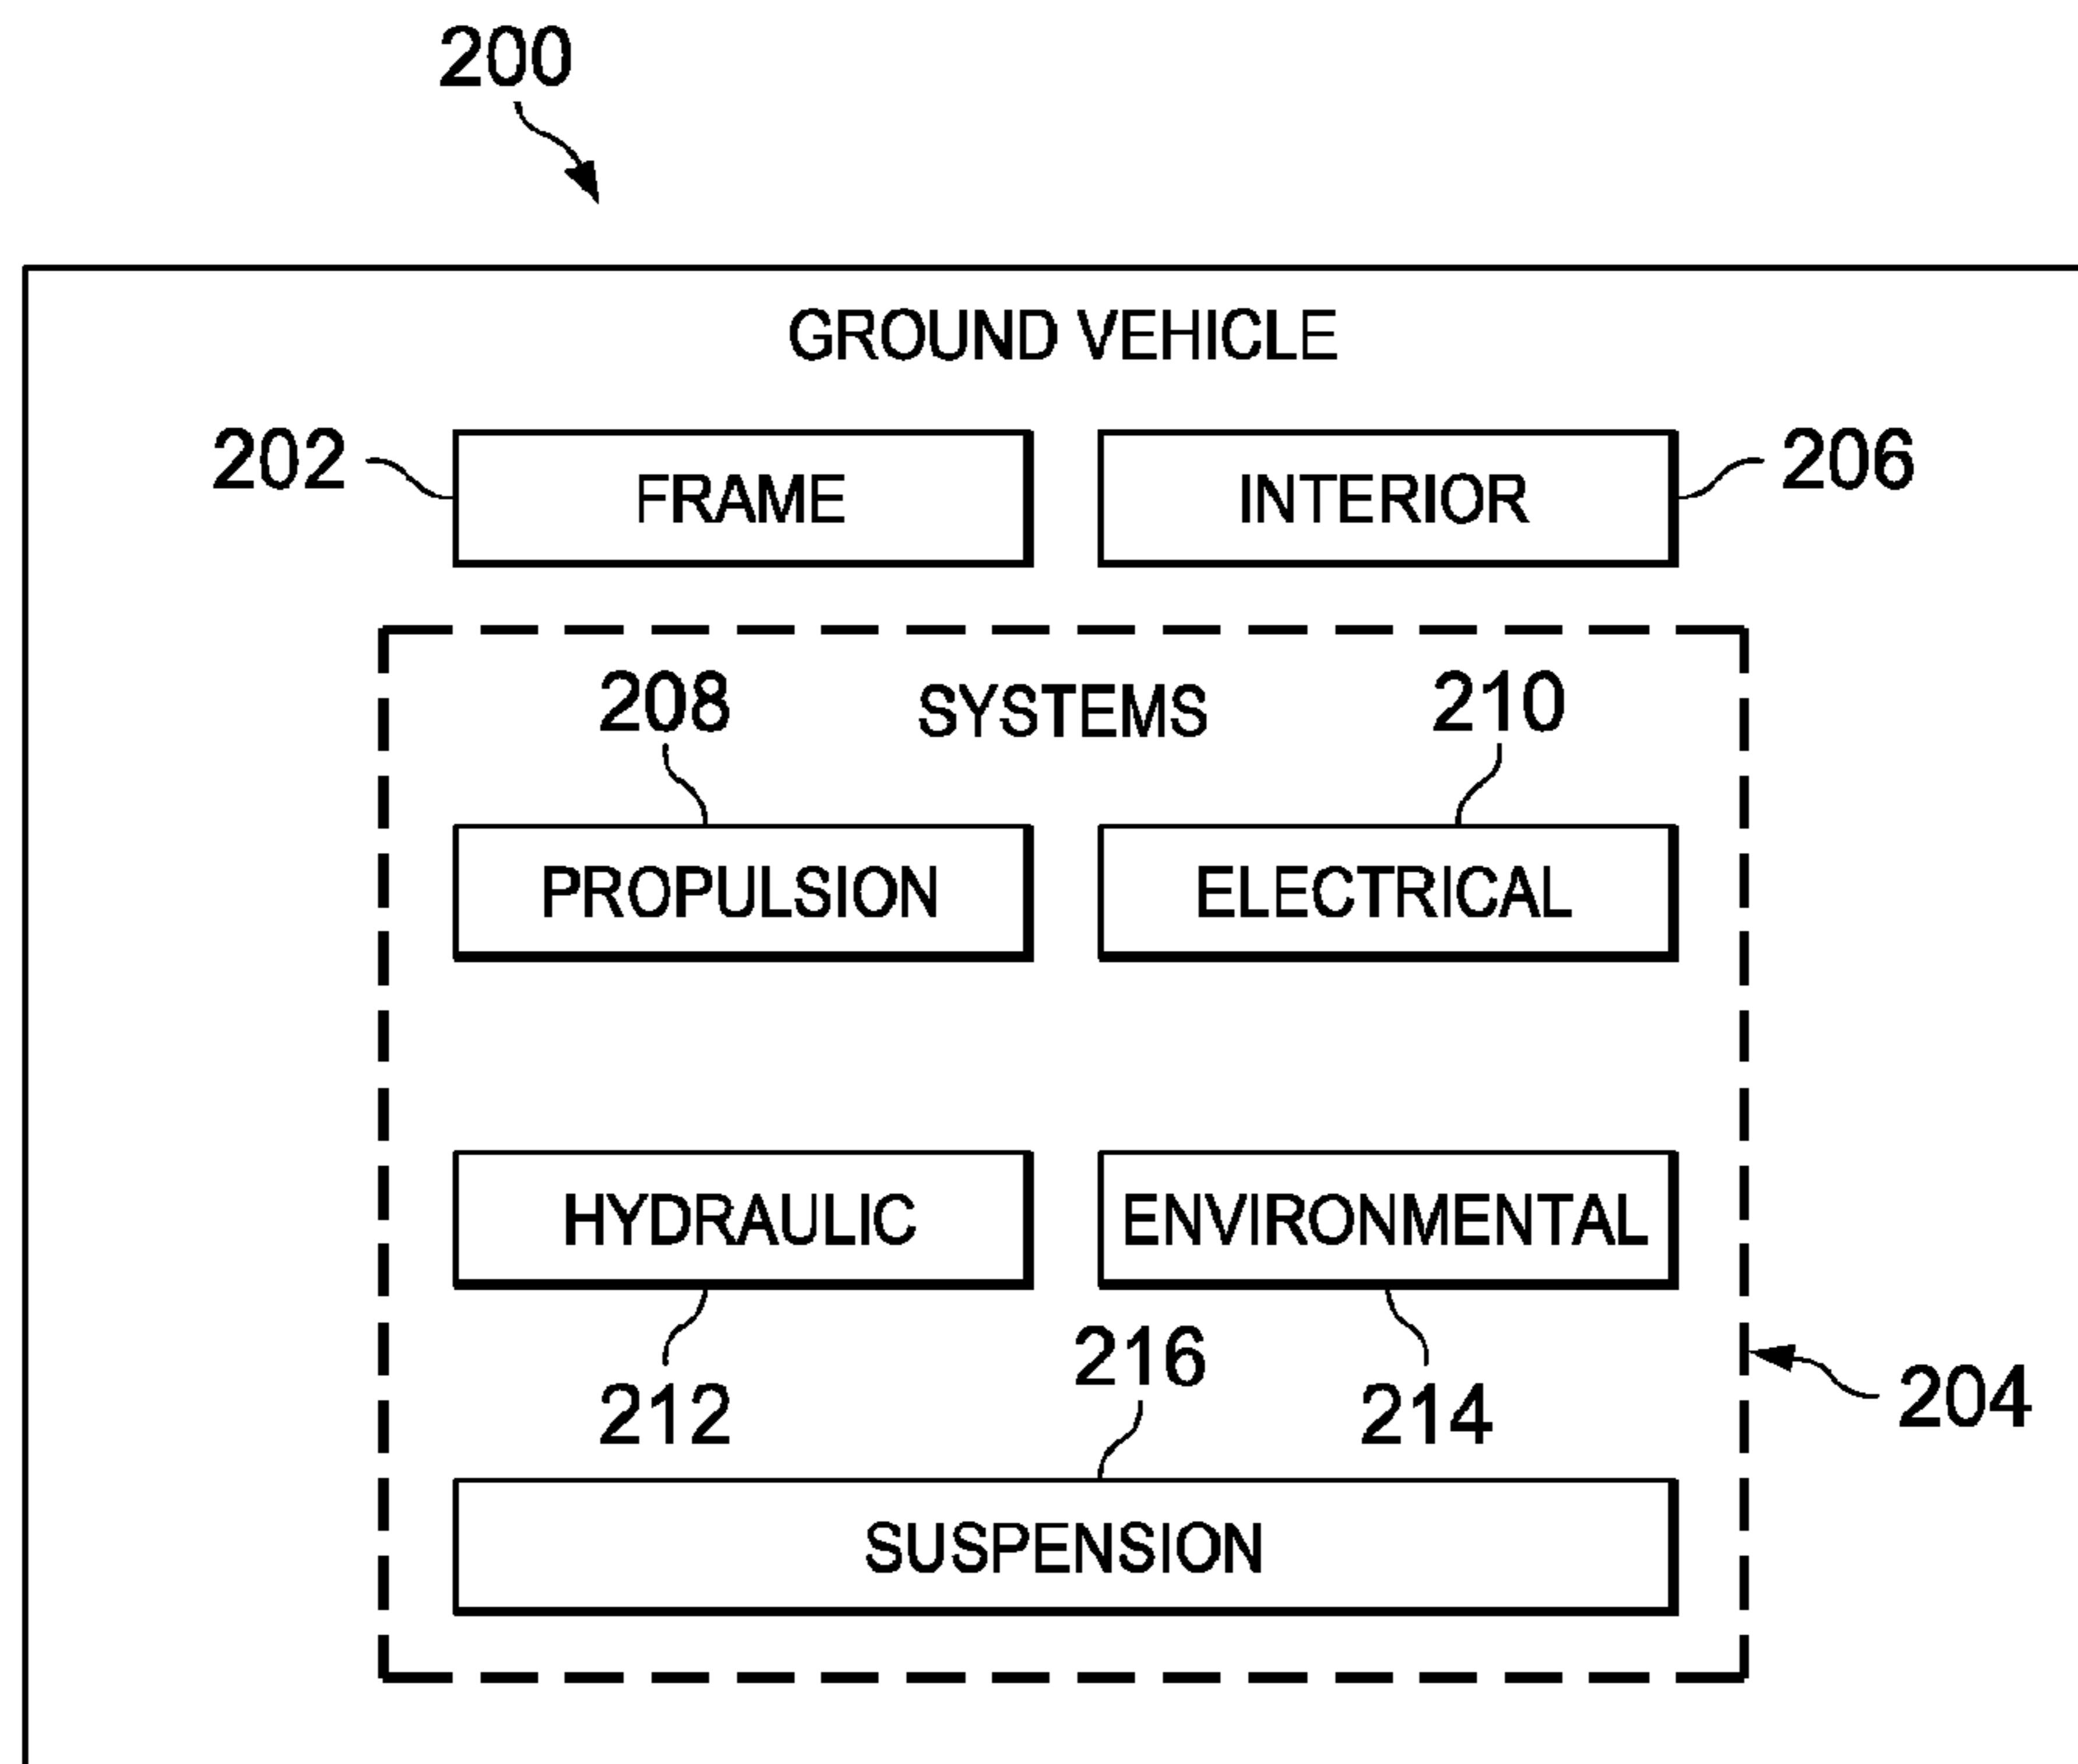 200
GROUND VEHICLE
202 FRAME INTERIOR 206
208 SYSTEMS 210
PROPULSION ELECTRICAL
HYDRAULIC ENVIRONMENTAL
212 216 214 204
SUSPENSION